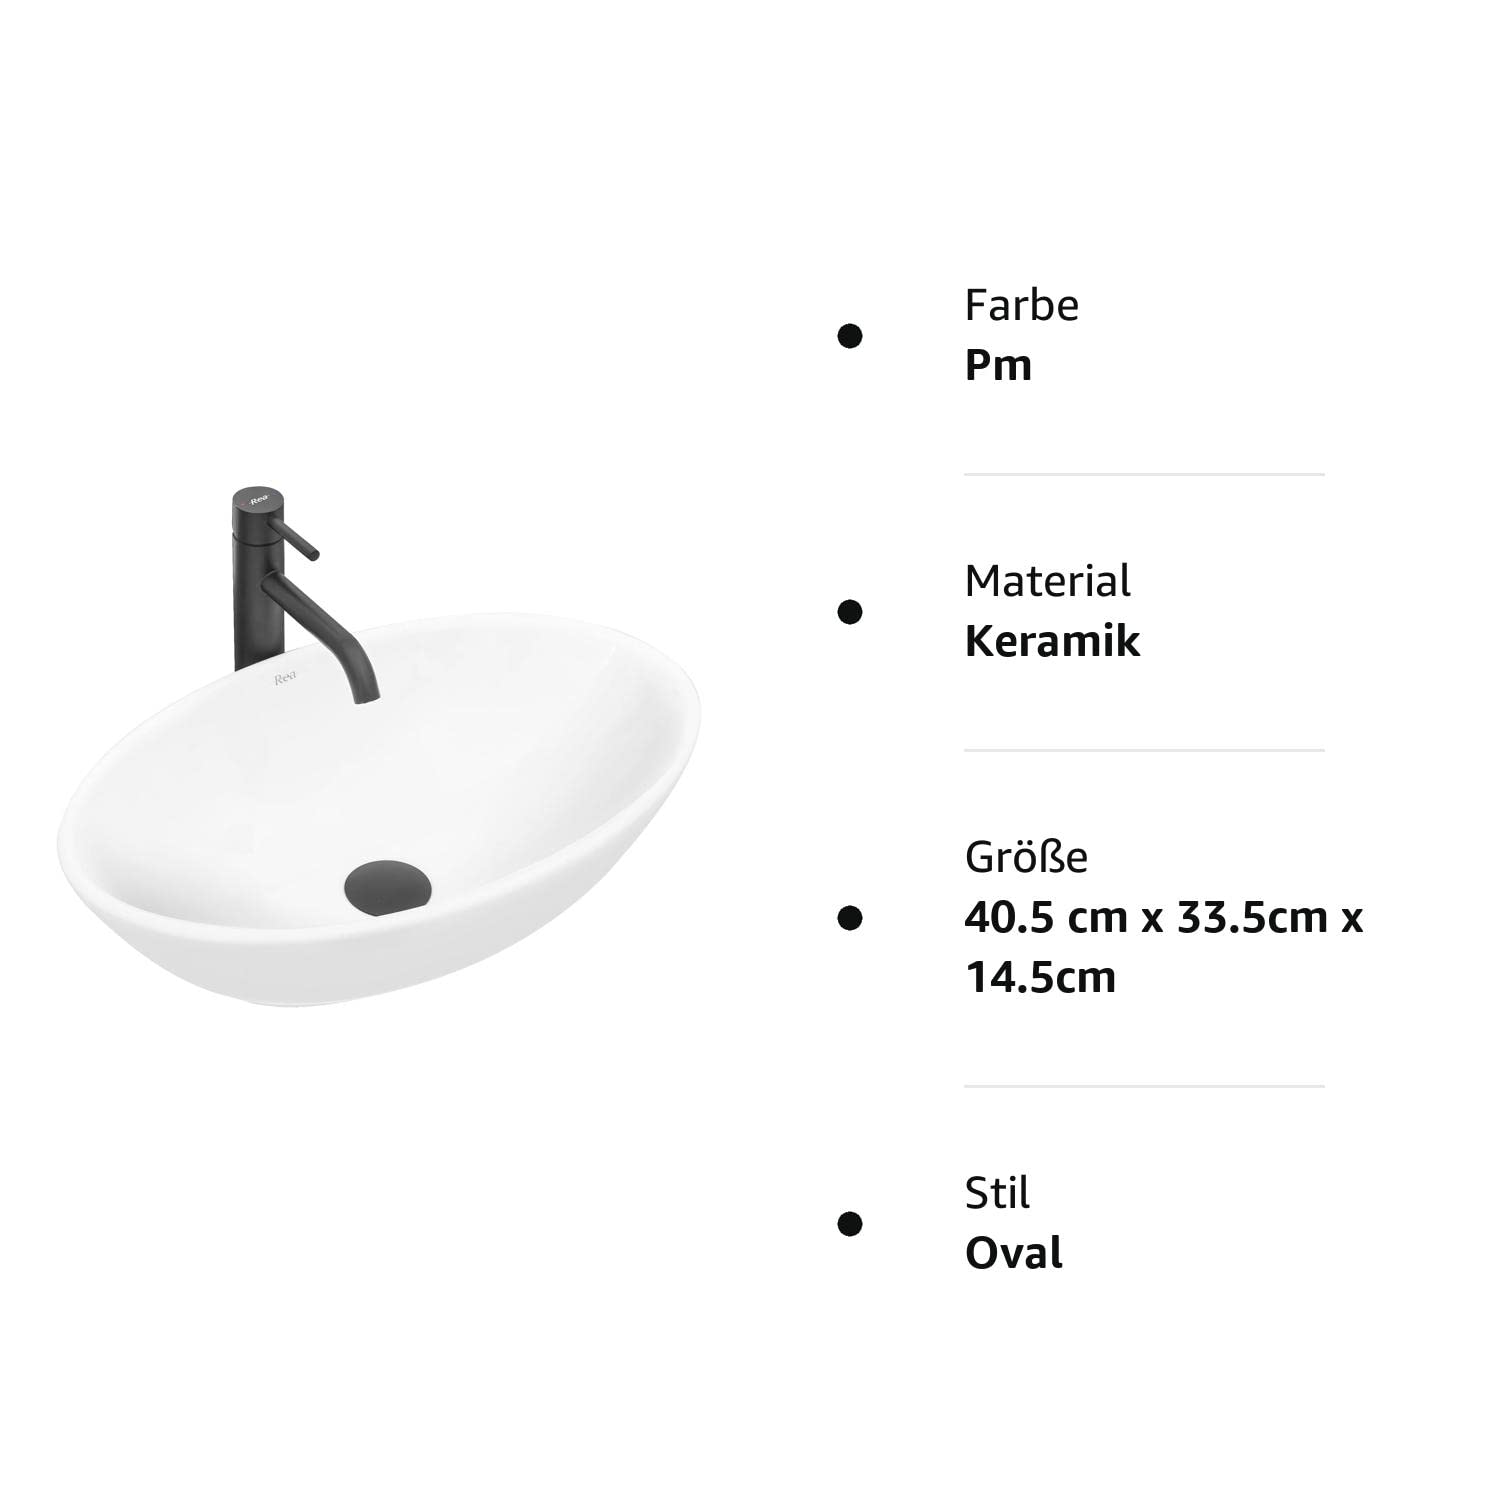 Rea
Rea
Farbe
Pm
Material
Keramik
Größe
40.5 cm x 33.5cm x
14.5cm
Stil
Oval